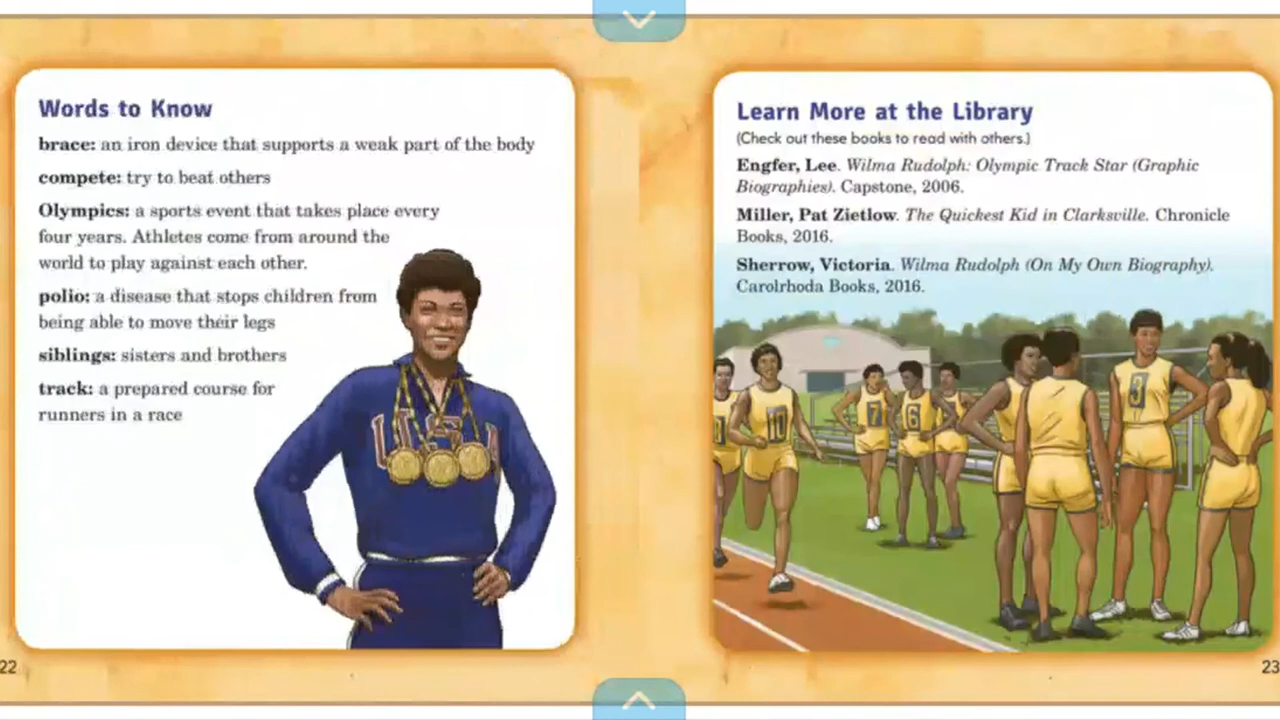 Words to Know
brace: an iron device that supports a weak part of the body
compete: try to beat others
Olympics: a sports event that takes place every
four years. Athletes come from around the
world to play against each other.
polio: a disease that stops children from
being able to move their legs
siblings: sisters and brothers
track: a prepared course for
runners in a race
USA
22
Learn More at the Library
(Check out these books to read with others.)
Engfer, Lee. Wilma Rudolph: Olympic Track Star (Graphic
Biographies). Capstone, 2006.
Miller, Pat Zietlow. The Quickest Kid in Clarksville. Chronicle
Books, 2016.
Sherrow, Victoria. Wilma Rudolph (On My Own Biography).
Carolrhoda Books, 2016.
10
7
6
3
23